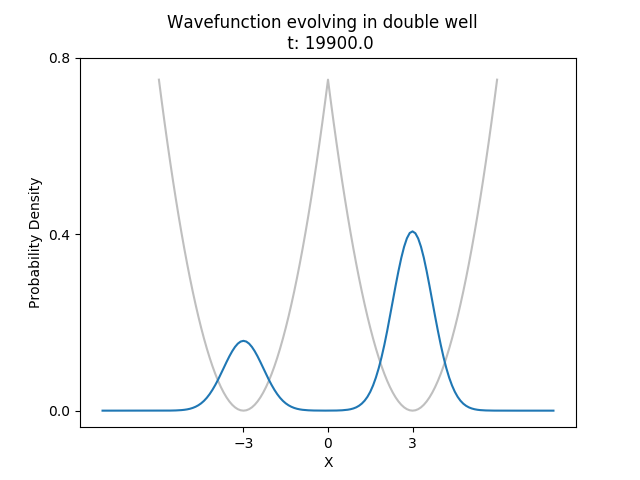 Wavefunction evolving in double well
t: 19900.0
0.8
0.4
0.0
Probability Density
−3 0 3
X